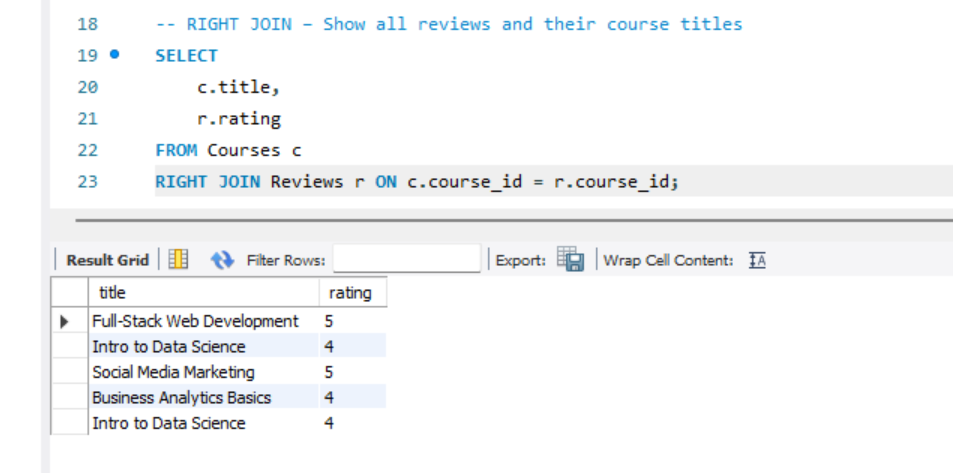 18 -- RIGHT JOIN – Show all reviews and their course titles
19 SELECT
20 c.title,
21 r.rating
22 FROM Courses c
23 RIGHT JOIN Reviews r ON c.course_id = r.course_id;
Result Grid Filter Rows: Export: Wrap Cell Content: IA
title rating
Full-Stack Web Development 5
Intro to Data Science 4
Social Media Marketing 5
Business Analytics Basics 4
Intro to Data Science 4